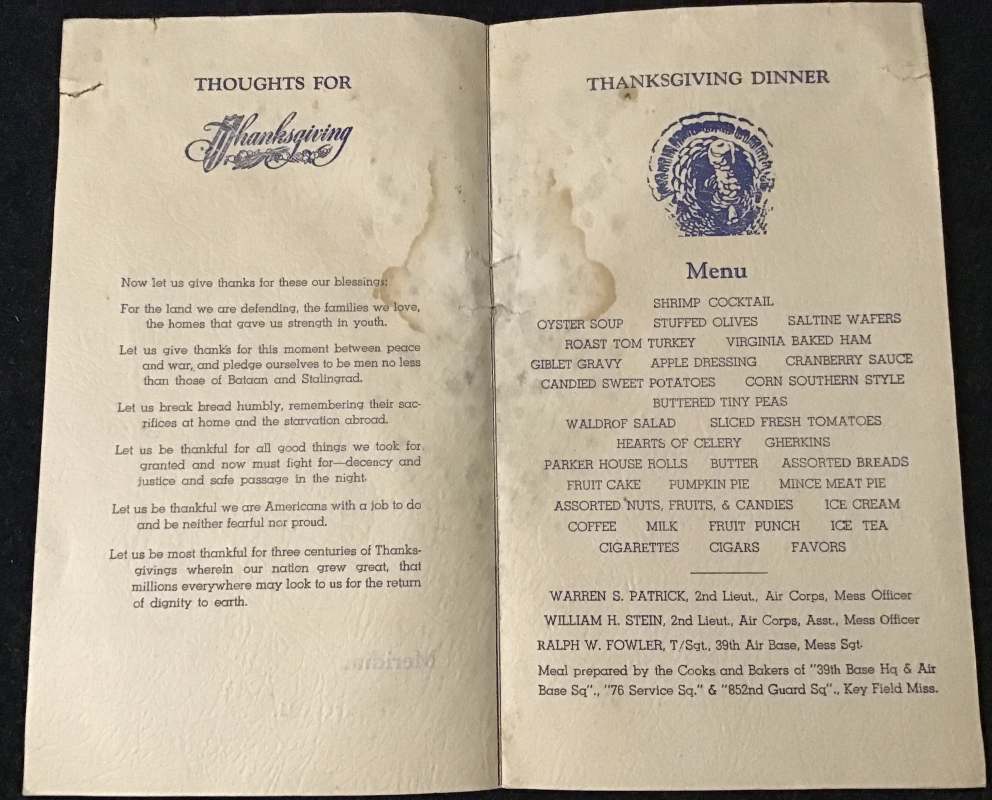 THOUGHTS FOR
Thanksgiving
Now let us give thanks for these our blessings:
For the land we are defending, the families we love,
the homes that gave us strength in youth.
Let us give thanks for this moment between peace
and war, and pledge ourselves to be men no less
than those of Bataan and Stalingrad.
Let us break bread humbly, remembering their sac-
rifices at home and the starvation abroad.
Let us be thankful for all good things we took for
granted and now must fight for—decency and
justice and safe passage in the night.
Let us be thankful we are Americans with a job to do
and be neither fearful nor proud.
Let us be most thankful for three centuries of Thanks-
givings wherein our nation grew great, that
millions everywhere may look to us for the return
of dignity to earth.
THANKSGIVING DINNER
Menu
SHRIMP COCKTAIL
OYSTER SOUP STUFFED OLIVES SALTINE WAFERS
ROAST TOM TURKEY VIRGINIA BAKED HAM
GIBLET GRAVY APPLE DRESSING CRANBERRY SAUCE
CANDIED SWEET POTATOES CORN SOUTHERN STYLE
BUTTERED TINY PEAS
WALDROF SALAD SLICED FRESH TOMATOES
HEARTS OF CELERY GHERKINS
PARKER HOUSE ROLLS BUTTER ASSORTED BREADS
FRUIT CAKE PUMPKIN PIE MINCE MEAT PIE
ASSORTED NUTS, FRUITS, & CANDIES ICE CREAM
COFFEE MILK FRUIT PUNCH ICE TEA
CIGARETTES CIGARS FAVORS
WARREN S. PATRICK, 2nd Lieut., Air Corps, Mess Officer
WILLIAM H. STEIN, 2nd Lieut., Air Corps, Asst., Mess Officer
RALPH W. FOWLER, T/Sgt., 39th Air Base, Mess Sgt.
Meal prepared by the Cooks and Bakers of "39th Base Hq & Air
Base Sq"., "76 Service Sq." & "852nd Guard Sq"., Key Field Miss.